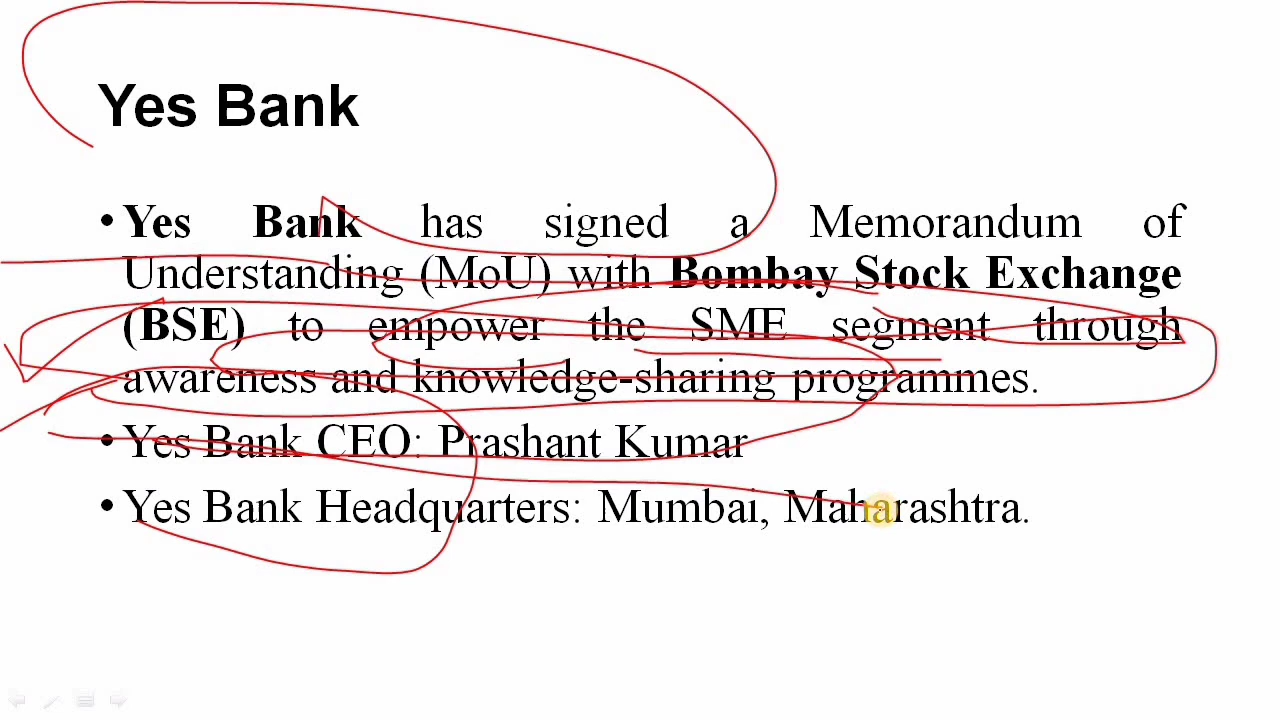 Yes Bank
• Yes Bank has signed a Memorandum of
Understanding (MoU) with Bombay Stock Exchange
(BSE) to empower the SME segment through
awareness and knowledge-sharing programmes.
• Yes Bank CEO: Prashant Kumar
• Yes Bank Headquarters: Mumbai, Maharashtra.